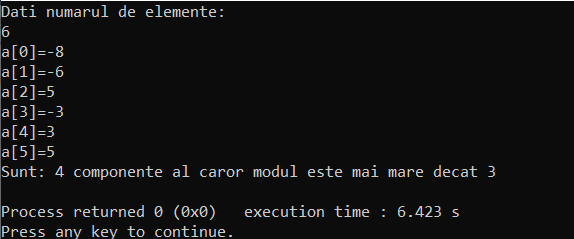 Dati numarul de elemente:
6
a[0]=-8
a[1]=-6
a[2]=5
a[3]=-3
a[4]=3
a[5]=5
Sunt: 4 componente al caror modul este mai mare decat 3
Process returned 0 (0x0)   execution time : 6.423 s
Press any key to continue.